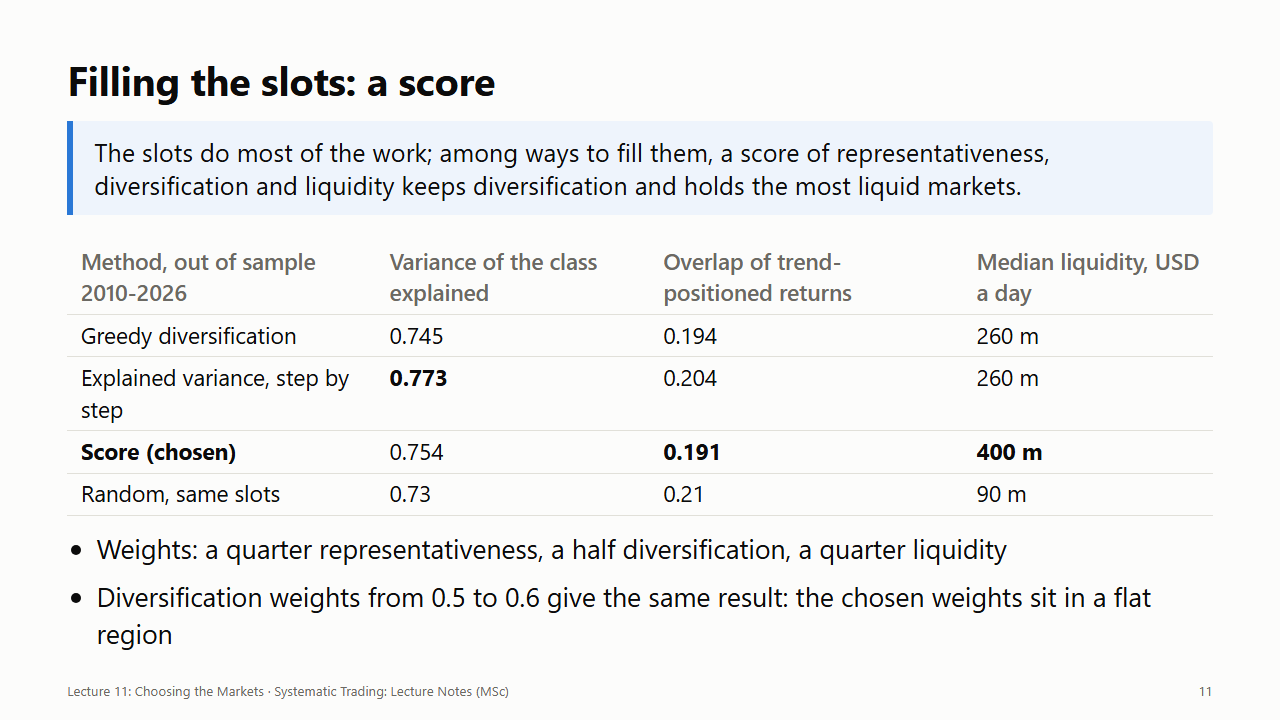 Filling the slots: a score
The slots do most of the work; among ways to fill them, a score of representativeness,
diversification and liquidity keeps diversification and holds the most liquid markets.
Method, out of sample 2010-2026 Variance of the class explained Overlap of trend-positioned returns Median liquidity, USD a day
Greedy diversification 0.745 0.194 260 m
Explained variance, step by step 0.773 0.204 260 m
Score (chosen) 0.754 0.191 400 m
Random, same slots 0.73 0.21 90 m
• Weights: a quarter representativeness, a half diversification, a quarter liquidity
• Diversification weights from 0.5 to 0.6 give the same result: the chosen weights sit in a flat
region
Lecture 11: Choosing the Markets · Systematic Trading: Lecture Notes (MSc) 11